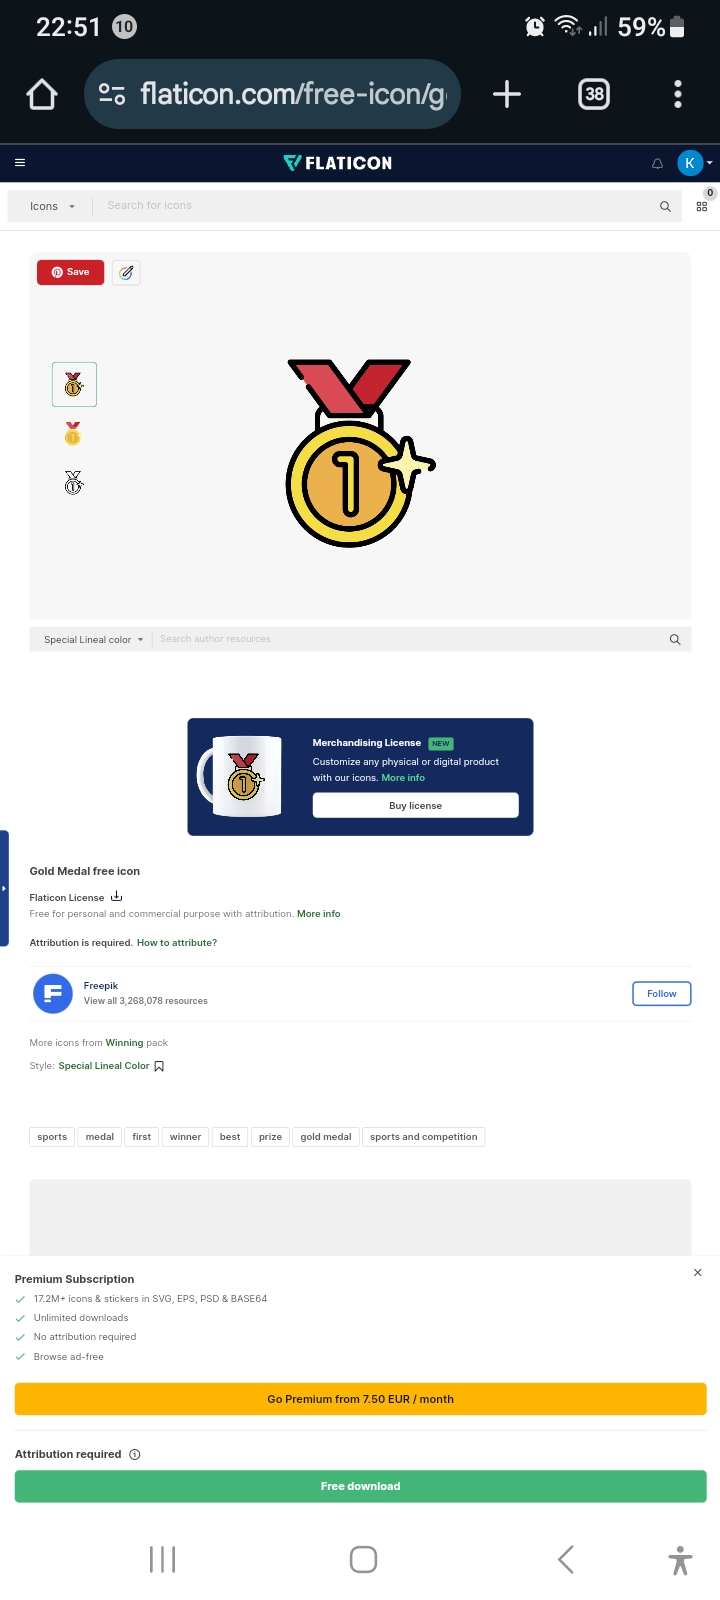 22:51 10 59%
flaticon.com/free-icon/g
38
FLATICON
K
Icons Search for icons
0
Save
1
Special Lineal color Search author resources
Merchandising License NEW
Customize any physical or digital product
with our icons. More info
Buy license
1
Gold Medal free icon
Flaticon License
Free for personal and commercial purpose with attribution. More info
Attribution is required. How to attribute?
Freepik
View all 3,268,078 resources
Follow
More icons from Winning pack
Style: Special Lineal Color
sports medal first winner best prize gold medal sports and competition
Premium Subscription
17.2M+ icons & stickers in SVG, EPS, PSD & BASE64
Unlimited downloads
No attribution required
Browse ad-free
Go Premium from 7.50 EUR / month
Attribution required
Free download